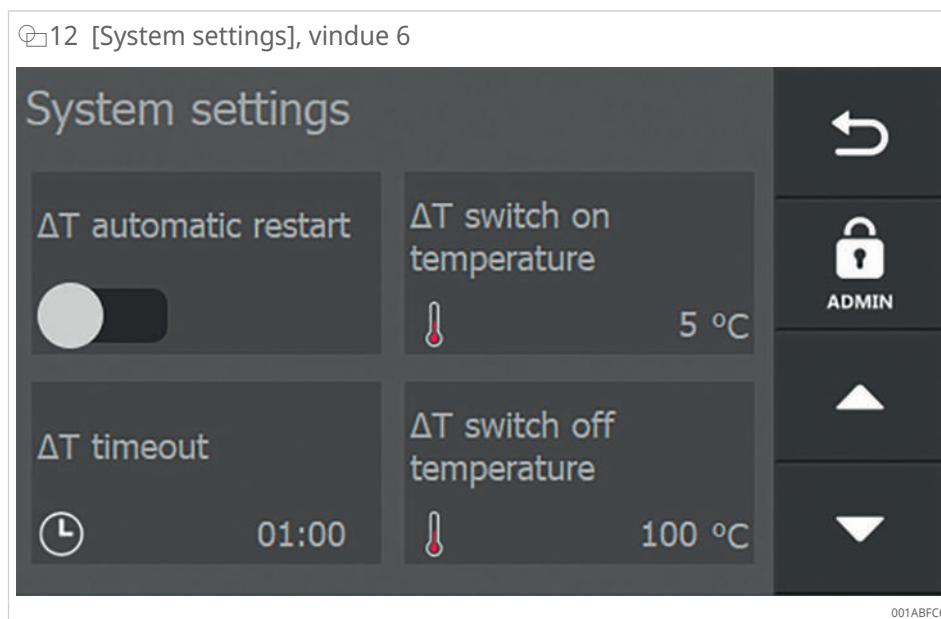 12 [System settings], vindue 6
System settings
ΔT automatic restart
ΔT switch on
temperature
5 °C
ΔT timeout
01:00
ΔT switch off
temperature
100 °C
ADMIN
001ABFC6